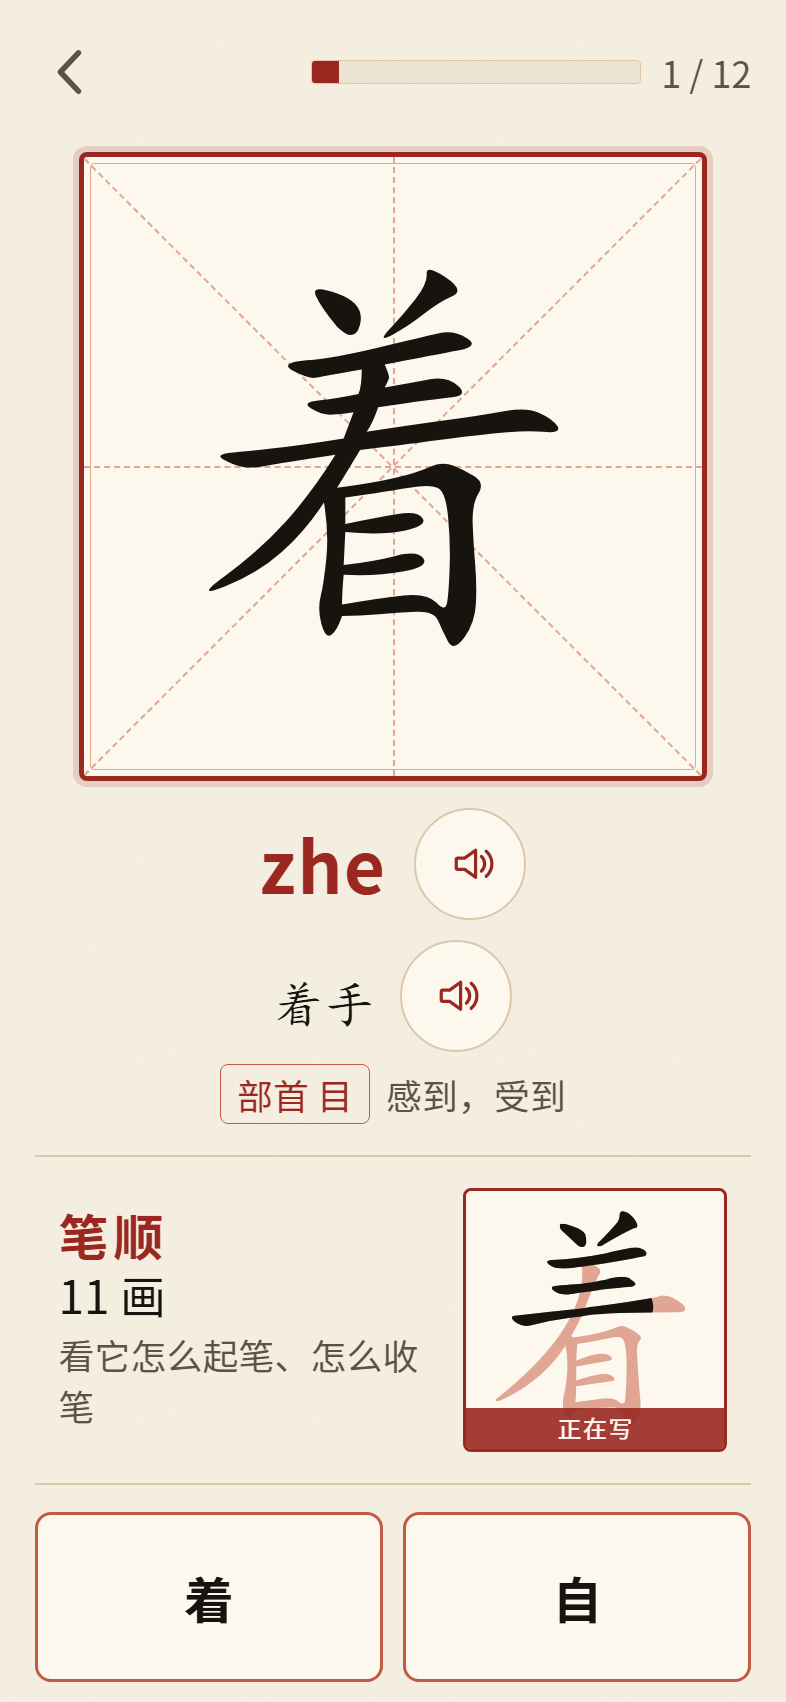 1 / 12
着
zhe
着手
部首 目 感到，受到
笔顺
11 画
看它怎么起笔、怎么收
笔
着
正在写
着
自